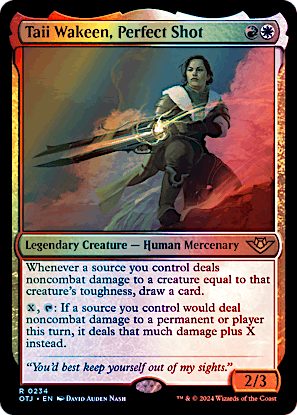 Taii Wakeen, Perfect Shot
Legendary Creature — Human Mercenary
Whenever a source you control deals
noncombat damage to a creature equal to that
creature's toughness, draw a card.
X, T: If a source you control would deal
noncombat damage to a permanent or player
this turn, it deals that much damage plus X
instead.
"You'd best keep yourself out of my sights."
2/3
R 0234
OTJ • EN David Auden Nash
™ & © 2024 Wizards of the Coast